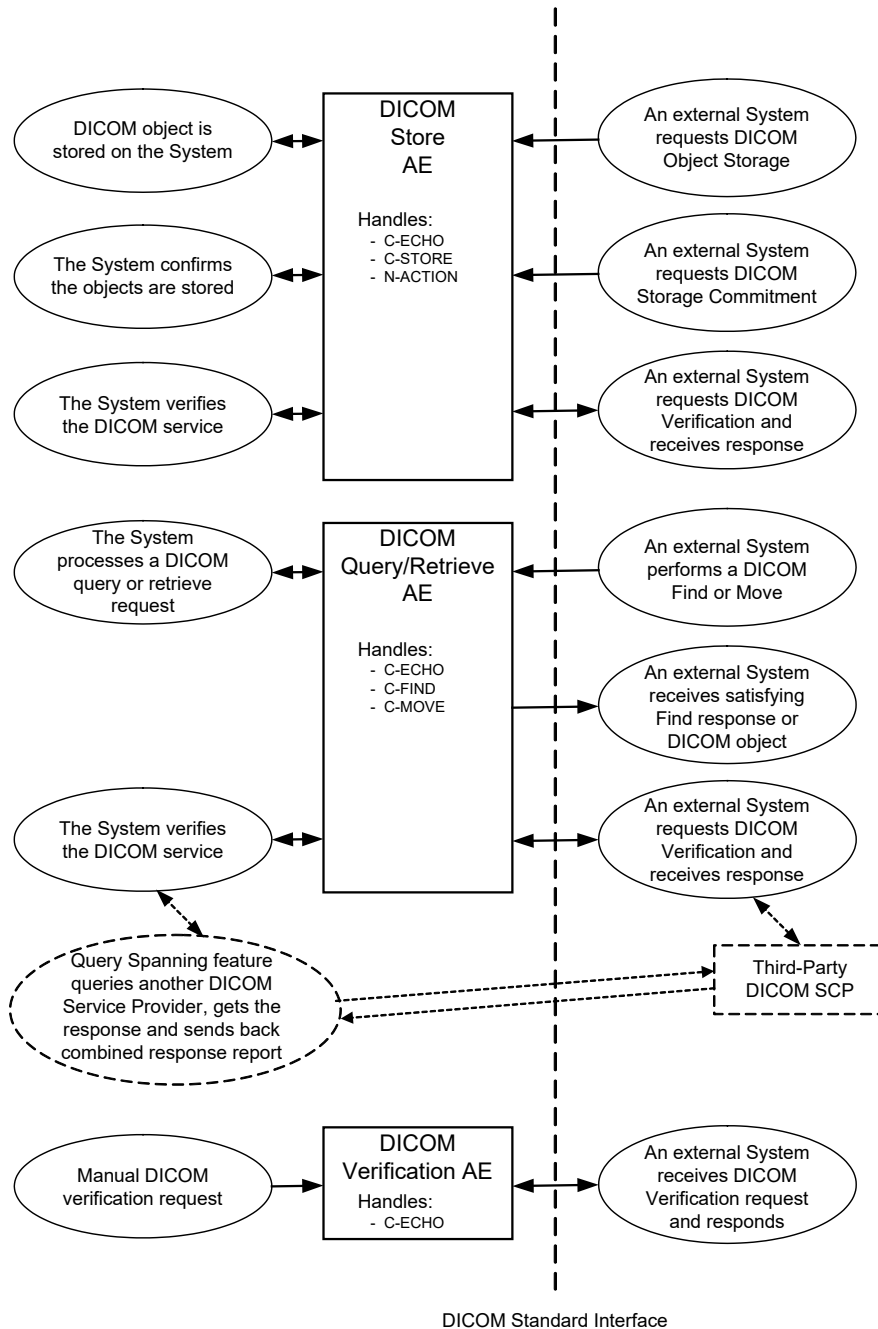 DICOM object is
stored on the System
DICOM
Store
AE
Handles:
- C-ECHO
- C-STORE
- N-ACTION
An external System
requests DICOM
Object Storage
The System confirms
the objects are stored
An external System
requests DICOM
Storage Commitment
The System verifies
the DICOM service
An external System
requests DICOM
Verification and
receives response
The System
processes a DICOM
query or retrieve
request
DICOM
Query/Retrieve
AE
Handles:
- C-ECHO
- C-FIND
- C-MOVE
An external System
performs a DICOM
Find or Move
An external System
receives satisfying
Find response or
DICOM object
The System verifies
the DICOM service
An external System
requests DICOM
Verification and
receives response
Query Spanning feature
queries another DICOM
Service Provider, gets the
response and sends back
combined response report
Third-Party
DICOM SCP
Manual DICOM
verification request
DICOM
Verification AE
Handles:
- C-ECHO
An external System
receives DICOM
Verification request
and responds
DICOM Standard Interface